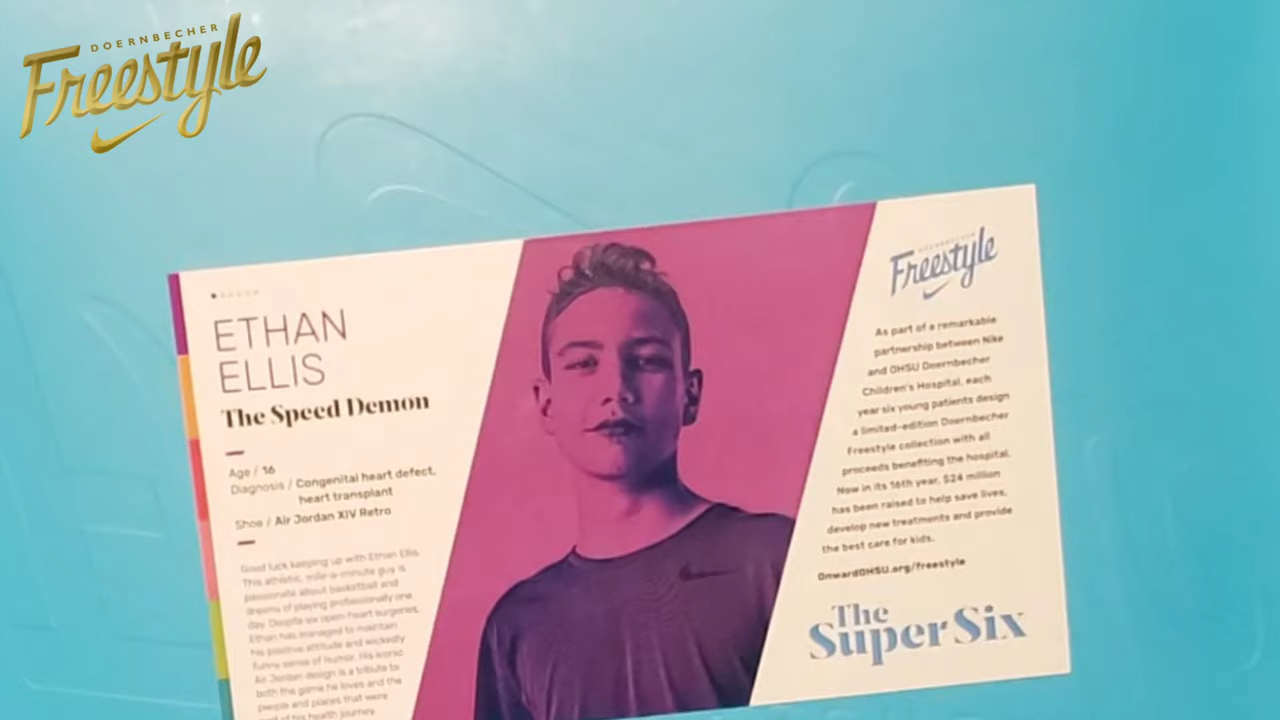 DOERNBECHER
Freestyle
ETHAN
ELLIS
The Speed Demon
Age / 16
Diagnosis / Congenital heart defect,
heart transplant
Shoe / Air Jordan XIV Retro
Good luck keeping up with Ethan Ellis.
This athletic, mile-a-minute guy is
passionate about basketball and
dreams of playing professionally one
day. Despite six open-heart surgeries,
Ethan has managed to maintain
his positive attitude and wickedly
funny sense of humor. His iconic
Air Jordan design is a tribute to
both the game he loves and the
people and places that were
part of his health journey.
DOERNBECHER
Freestyle
As part of a remarkable
partnership between Nike
and OHSU Doernbecher
Children's Hospital, each
year six young patients design
a limited-edition Doernbecher
Freestyle collection with all
proceeds benefiting the hospital.
Now in its 16th year, $24 million
has been raised to help save lives,
develop new treatments and provide
the best care for kids.
OnwardOHSU.org/freestyle
The
Super Six